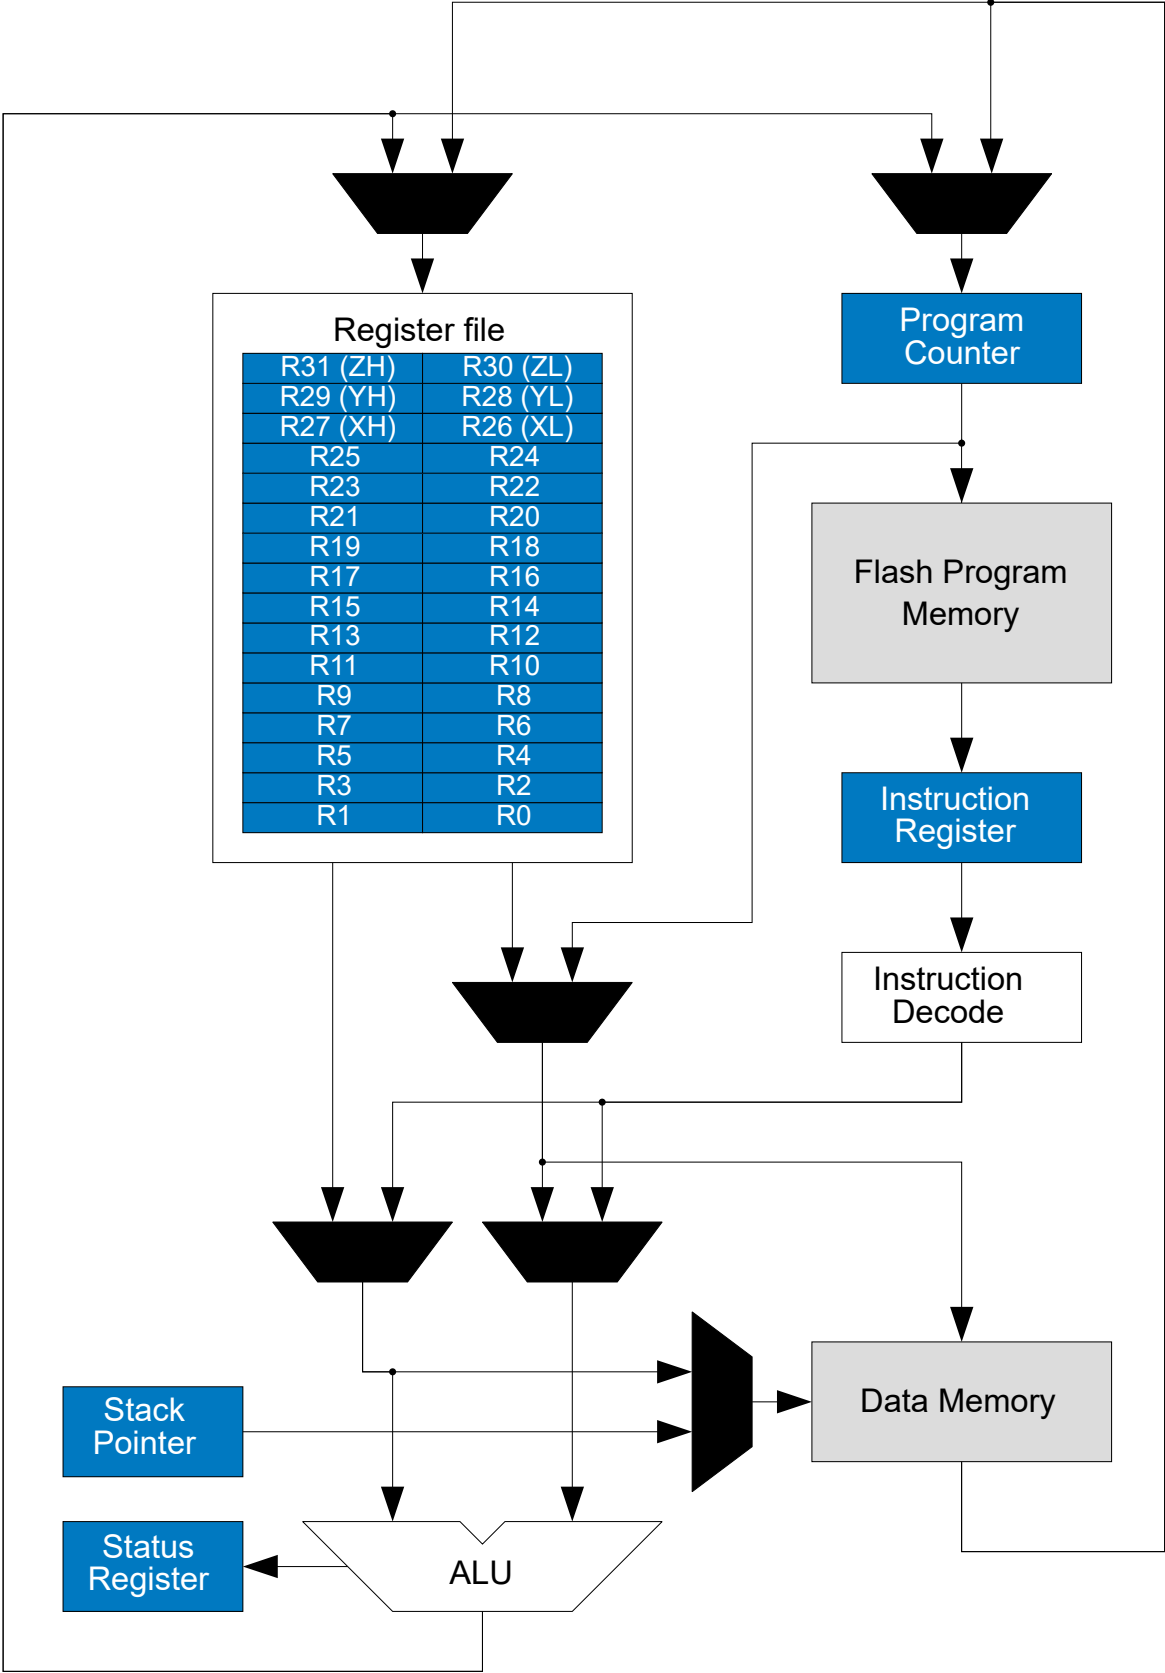 Register file
R31 (ZH) R30 (ZL)
R29 (YH) R28 (YL)
R27 (XH) R26 (XL)
R25 R24
R23 R22
R21 R20
R19 R18
R17 R16
R15 R14
R13 R12
R11 R10
R9 R8
R7 R6
R5 R4
R3 R2
R1 R0
Program
Counter
Flash Program
Memory
Instruction
Register
Instruction
Decode
Stack
Pointer
Data Memory
Status
Register
ALU